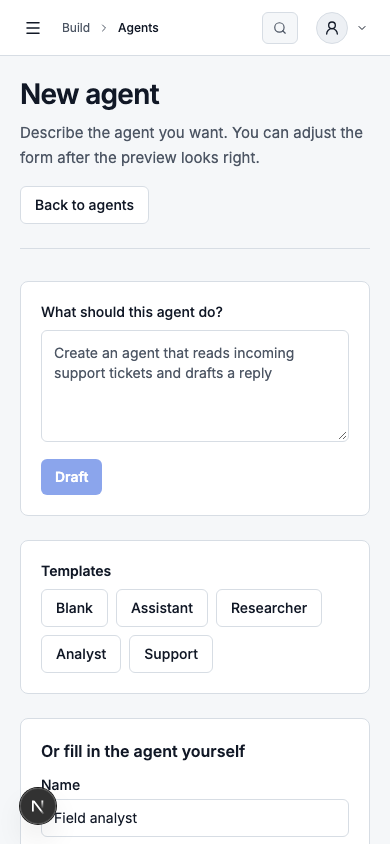 Build > Agents
New agent
Describe the agent you want. You can adjust the
form after the preview looks right.
Back to agents
What should this agent do?
Create an agent that reads incoming
support tickets and drafts a reply
Draft
Templates
Blank Assistant Researcher
Analyst Support
Or fill in the agent yourself
Name
N
Field analyst